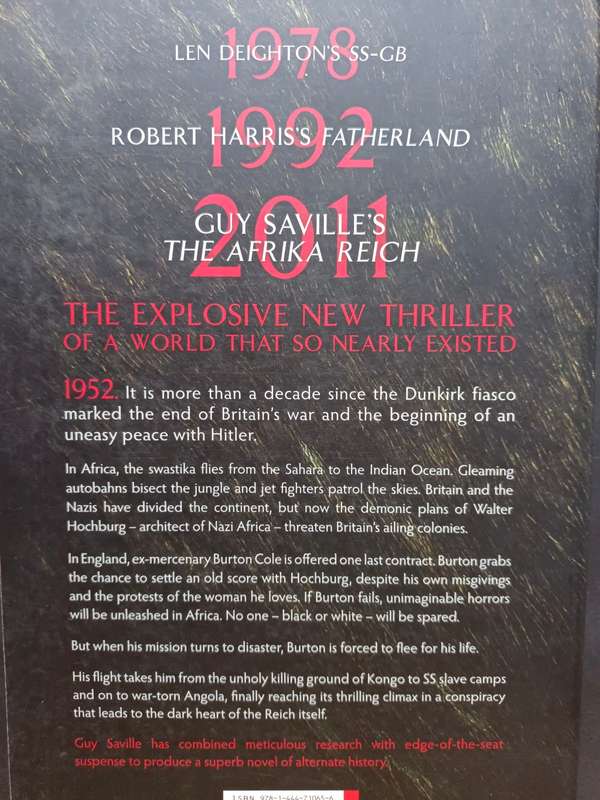 1978
LEN DEIGHTON'S SS-GB
1992
ROBERT HARRIS'S FATHERLAND
2011
GUY SAVILLE'S
THE AFRIKA REICH
THE EXPLOSIVE NEW THRILLER
OF A WORLD THAT SO NEARLY EXISTED
1952. It is more than a decade since the Dunkirk fiasco
marked the end of Britain's war and the beginning of an
uneasy peace with Hitler.
In Africa, the swastika flies from the Sahara to the Indian Ocean. Gleaming
autobahns bisect the jungle and jet fighters patrol the skies. Britain and the
Nazis have divided the continent, but now the demonic plans of Walter
Hochburg – architect of Nazi Africa – threaten Britain's ailing colonies.
In England, ex-mercenary Burton Cole is offered one last contract. Burton grabs
the chance to settle an old score with Hochburg, despite his own misgivings
and the protests of the woman he loves. If Burton fails, unimaginable horrors
will be unleashed in Africa. No one – black or white – will be spared.
But when his mission turns to disaster, Burton is forced to flee for his life.
His flight takes him from the unholy killing ground of Kongo to SS slave camps
and on to war-torn Angola, finally reaching its thrilling climax in a conspiracy
that leads to the dark heart of the Reich itself.
Guy Saville has combined meticulous research with edge-of-the-seat
suspense to produce a superb novel of alternate history.
ISBN 978-1-444-71065-6